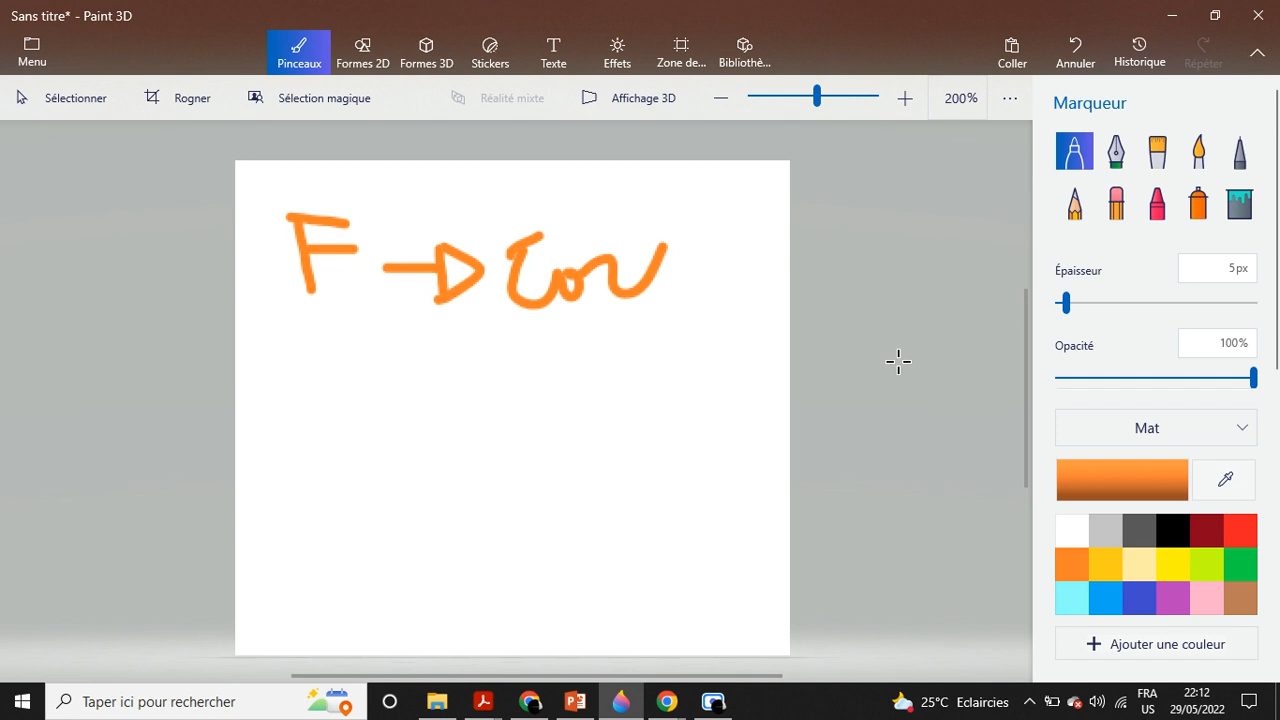 Sans titre* - Paint 3D
Menu
Pinceaux
Formes 2D
Formes 3D
Stickers
Texte
Effets
Zone de...
Bibliothè...
Coller
Annuler
Historique
Répéter
Sélectionner
Rogner
Sélection magique
Réalité mixte
Affichage 3D
200%
Marqueur
Épaisseur
5px
Opacité
100%
Mat
Ajouter une couleur
F →
Taper ici pour rechercher
25°C Eclaircies
FRA
US
22:12
29/05/2022